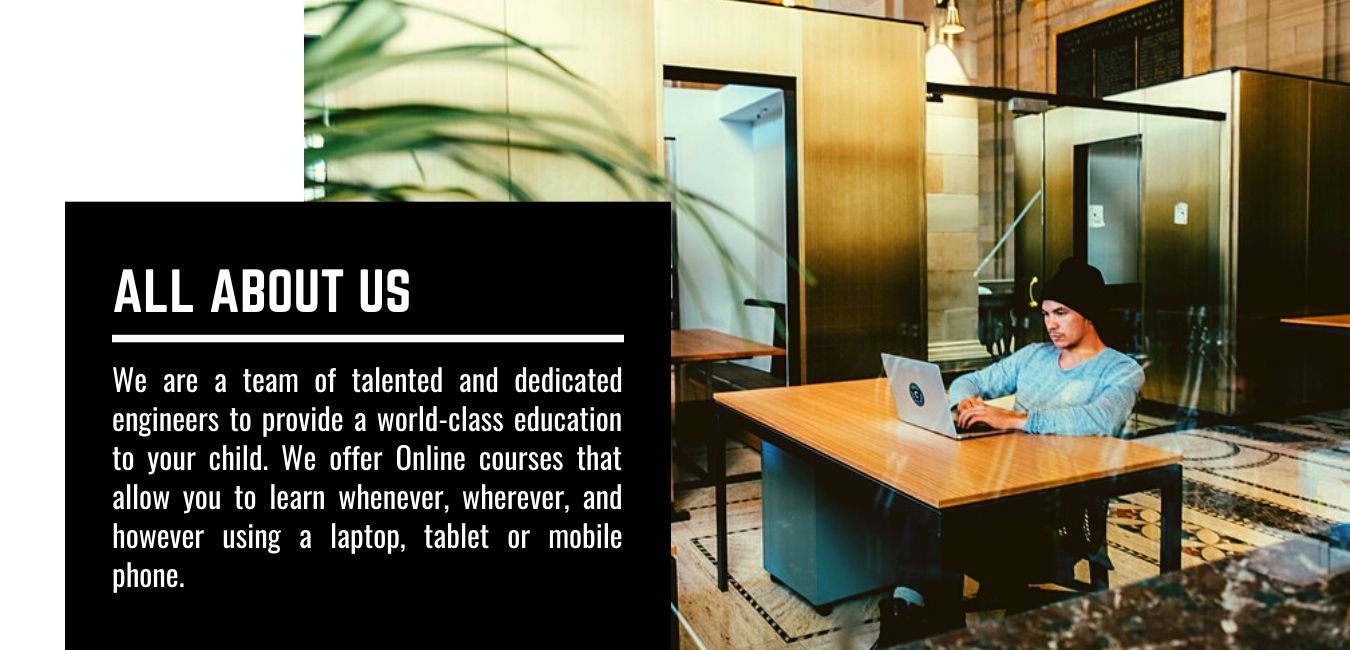 ALL ABOUT US
We are a team of talented and dedicated
engineers to provide a world-class education
to your child. We offer Online courses that
allow you to learn whenever, wherever, and
however using a laptop, tablet or mobile
phone.